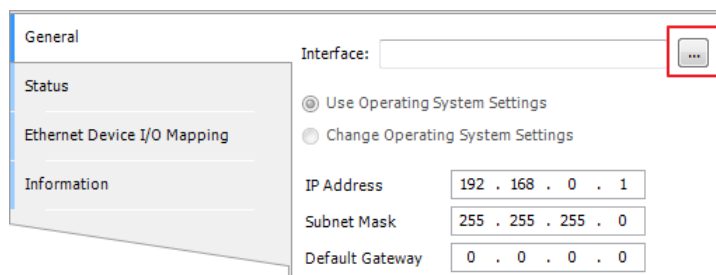 General
Status
Ethernet Device I/O Mapping
Information
Interface: ...
Use Operating System Settings
Change Operating System Settings
IP Address 192 . 168 . 0 . 1
Subnet Mask 255 . 255 . 255 . 0
Default Gateway 0 . 0 . 0 . 0